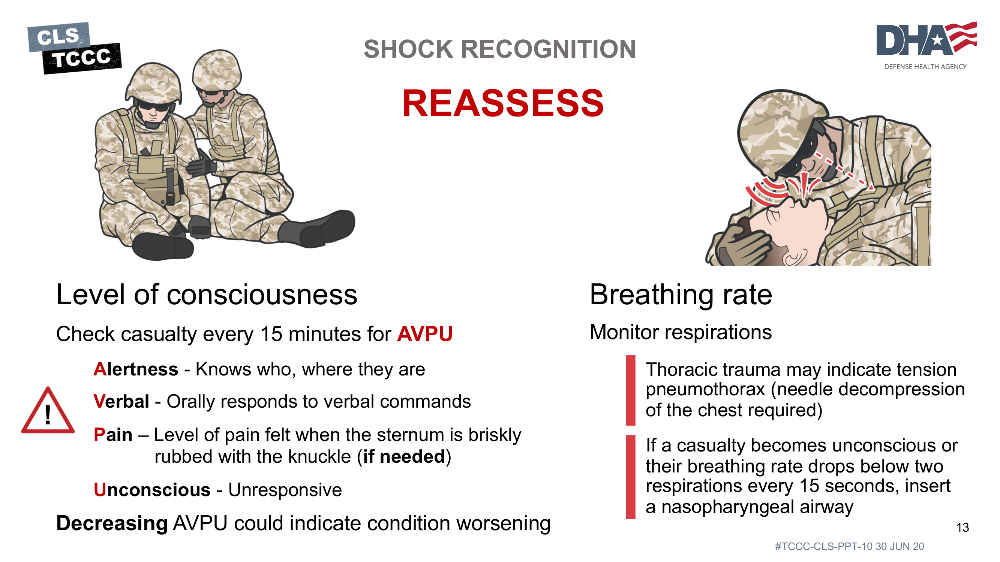 CLS
TCCC
SHOCK RECOGNITION
DHA
DEFENSE HEALTH AGENCY
REASSESS
Level of consciousness
Check casualty every 15 minutes for AVPU
Alertness - Knows who, where they are
Verbal - Orally responds to verbal commands
!
Pain – Level of pain felt when the sternum is briskly
rubbed with the knuckle (if needed)
Unconscious - Unresponsive
Decreasing AVPU could indicate condition worsening
Breathing rate
Monitor respirations
Thoracic trauma may indicate tension
pneumothorax (needle decompression
of the chest required)
If a casualty becomes unconscious or
their breathing rate drops below two
respirations every 15 seconds, insert
a nasopharyngeal airway
13
#TCCC-CLS-PPT-10 30 JUN 20